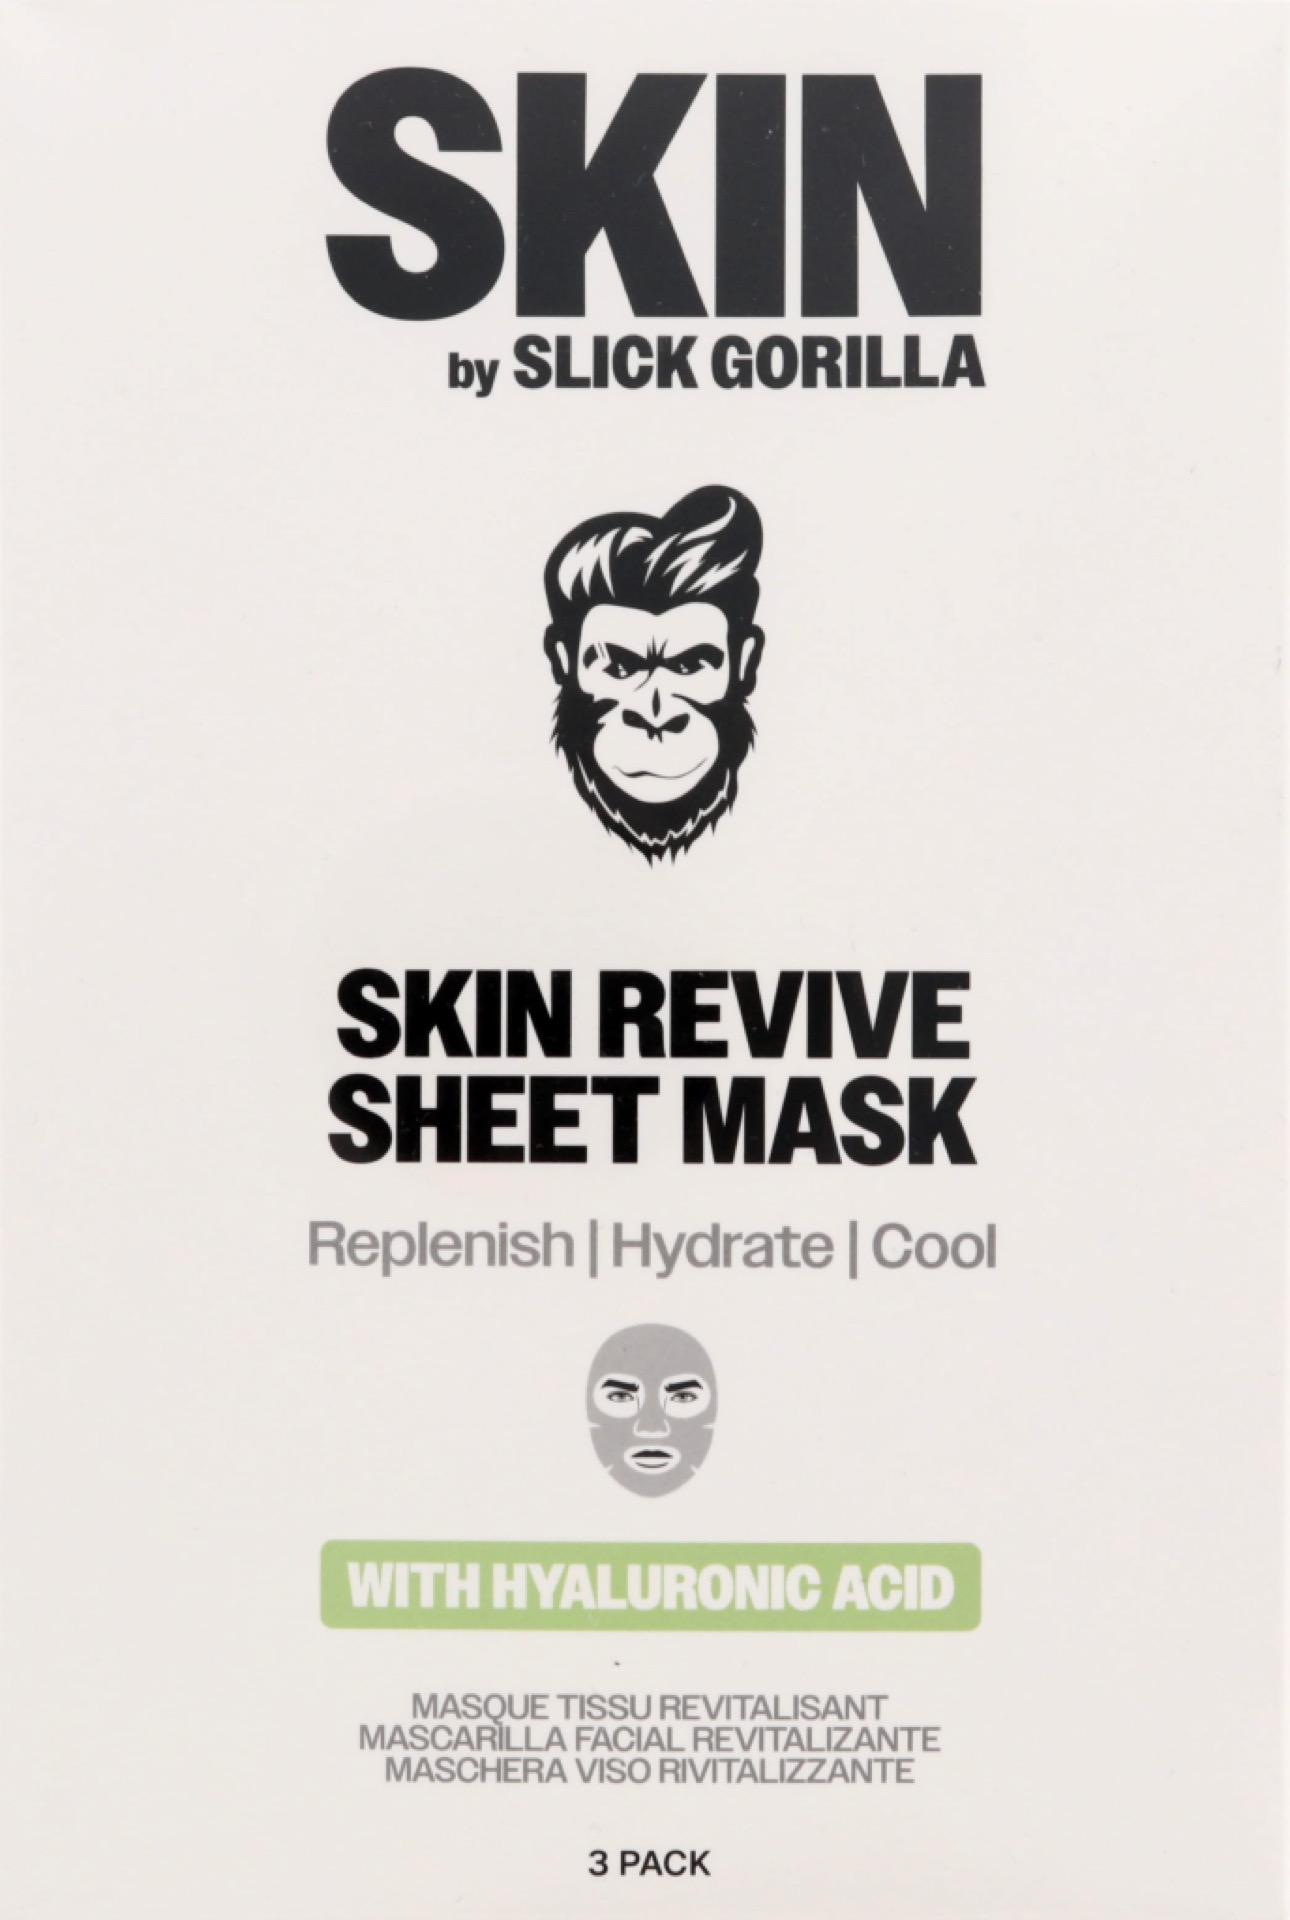 SKIN
by SLICK GORILLA
SKIN REVIVE
SHEET MASK
Replenish | Hydrate | Cool
WITH HYALURONIC ACID
MASQUE TISSU REVITALISANT
MASCARILLA FACIAL REVITALIZANTE
MASCHERA VISO RIVITALIZZANTE
3 PACK